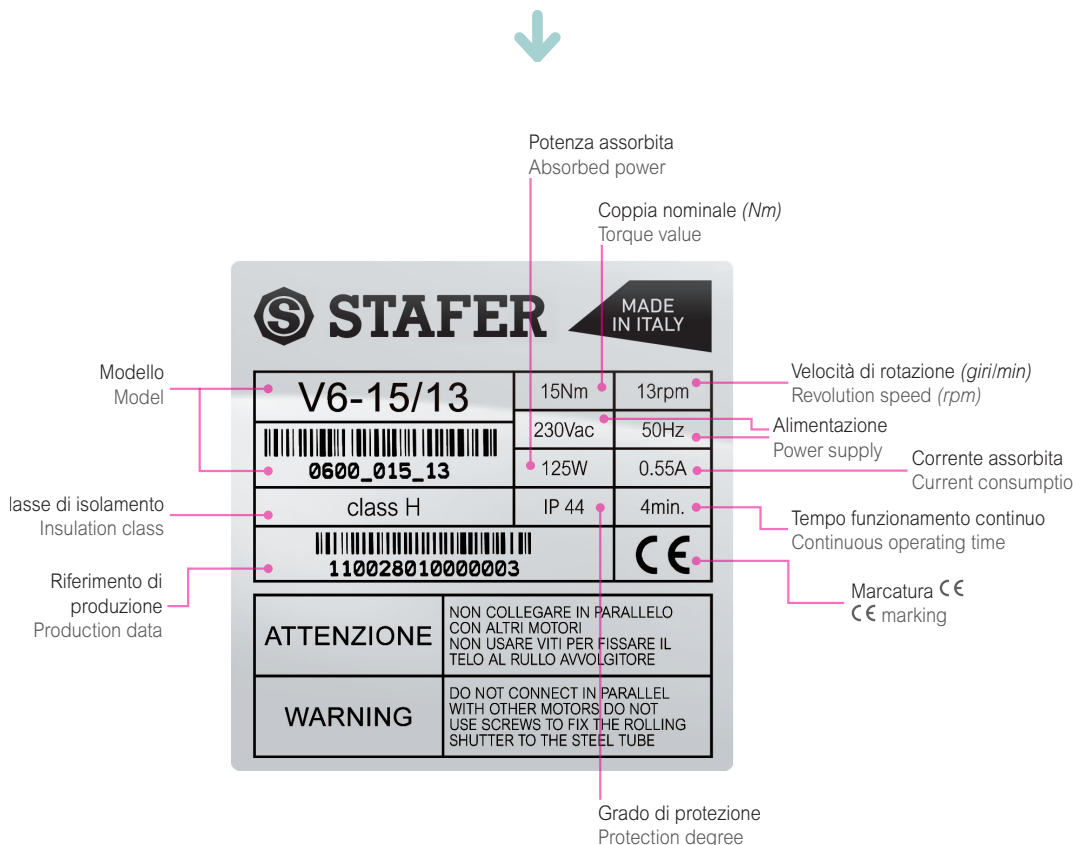 Potenza assorbita
Absorbed power
Coppia nominale (Nm)
Torque value
S STAFER
MADE
IN ITALY
Modello
Model
V6-15/13
15Nm
13rpm
Velocità di rotazione (giri/min)
Revolution speed (rpm)
230Vac
50Hz
Alimentazione
Power supply
0600_015_13
125W
0.55A
Corrente assorbita
Current consumptio
lasse di isolamento
Insulation class
class H
IP 44
4min.
Tempo funzionamento continuo
Continuous operating time
110028010000003
CE
Riferimento di
produzione
Production data
Marcatura CE
CE marking
ATTENZIONE
NON COLLEGARE IN PARALLELO
CON ALTRI MOTORI
NON USARE VITI PER FISSARE IL
TELO AL RULLO AVVOLGITORE
WARNING
DO NOT CONNECT IN PARALLEL
WITH OTHER MOTORS DO NOT
USE SCREWS TO FIX THE ROLLING
SHUTTER TO THE STEEL TUBE
Grado di protezione
Protection degree